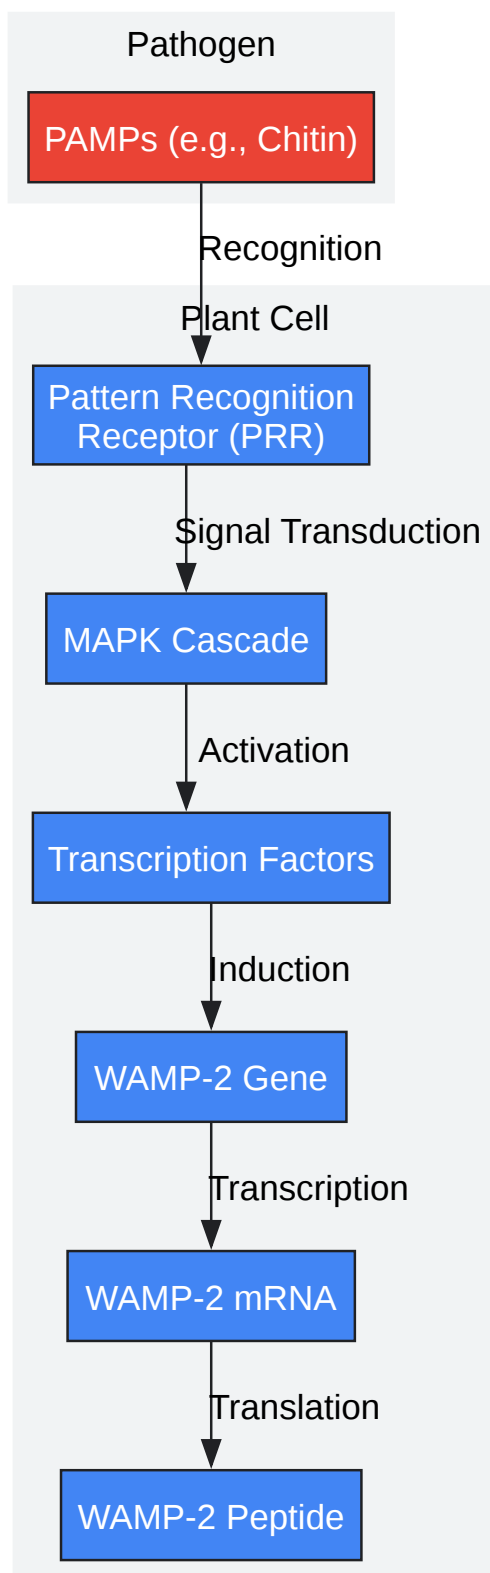 Pathogen
PAMPs (e.g., Chitin)
Recognition
Plant Cell
Pattern Recognition
Receptor (PRR)
Signal Transduction
MAPK Cascade
Activation
Transcription Factors
Induction
WAMP-2 Gene
Transcription
WAMP-2 mRNA
Translation
WAMP-2 Peptide